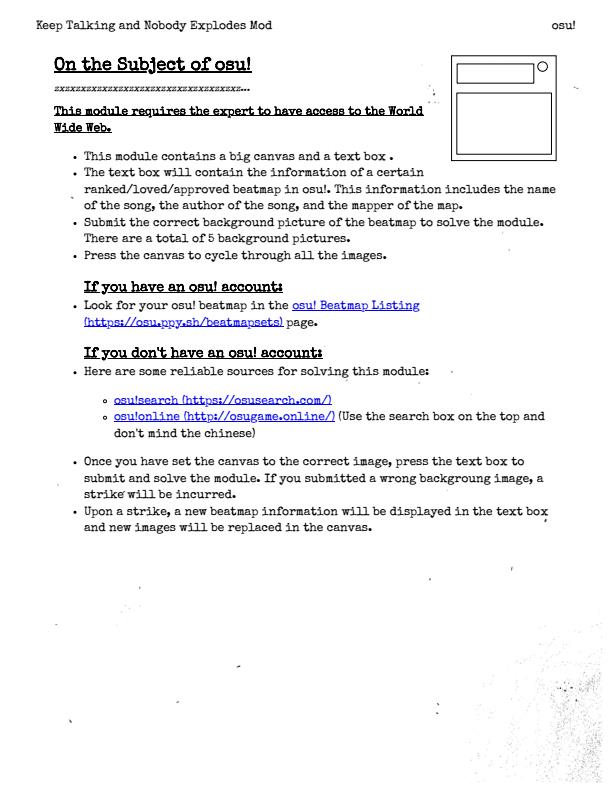 Keep Talking and Nobody Explodes Mod osu!
On the Subject of osu!
zxzxzxzxzxzxzxzxzxzxzxzxzxzxzxzxzx...
This module requires the expert to have access to the World
Wide Web.
• This module contains a big canvas and a text box .
• The text box will contain the information of a certain
ranked/loved/approved beatmap in osu!. This information includes the name
of the song, the author of the song, and the mapper of the map.
• Submit the correct background picture of the beatmap to solve the module.
There are a total of 5 background pictures.
• Press the canvas to cycle through all the images.
If you have an osu! account:
• Look for your osu! beatmap in the osu! Beatmap Listing
(https://osu.ppy.sh/beatmapsets) page.
If you don't have an osu! account:
• Here are some reliable sources for solving this module:
osu!search (https://osusearch.com/)
osu!online (http://osugame.online/) (Use the search box on the top and
don't mind the chinese)
• Once you have set the canvas to the correct image, press the text box to
submit and solve the module. If you submitted a wrong backgroung image, a
strike will be incurred.
• Upon a strike, a new beatmap information will be displayed in the text box
and new images will be replaced in the canvas.